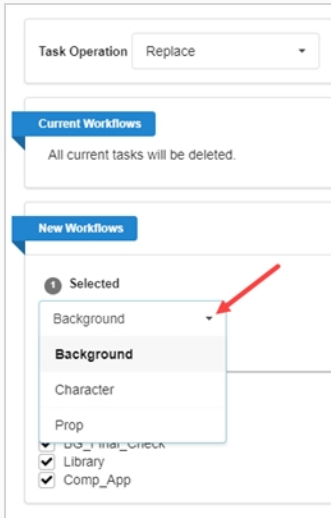 Task Operation Replace
Current Workflows
All current tasks will be deleted.
New Workflows
1 Selected
Background
Background
Character
Prop
BG_Final_Check
Library
Comp_App